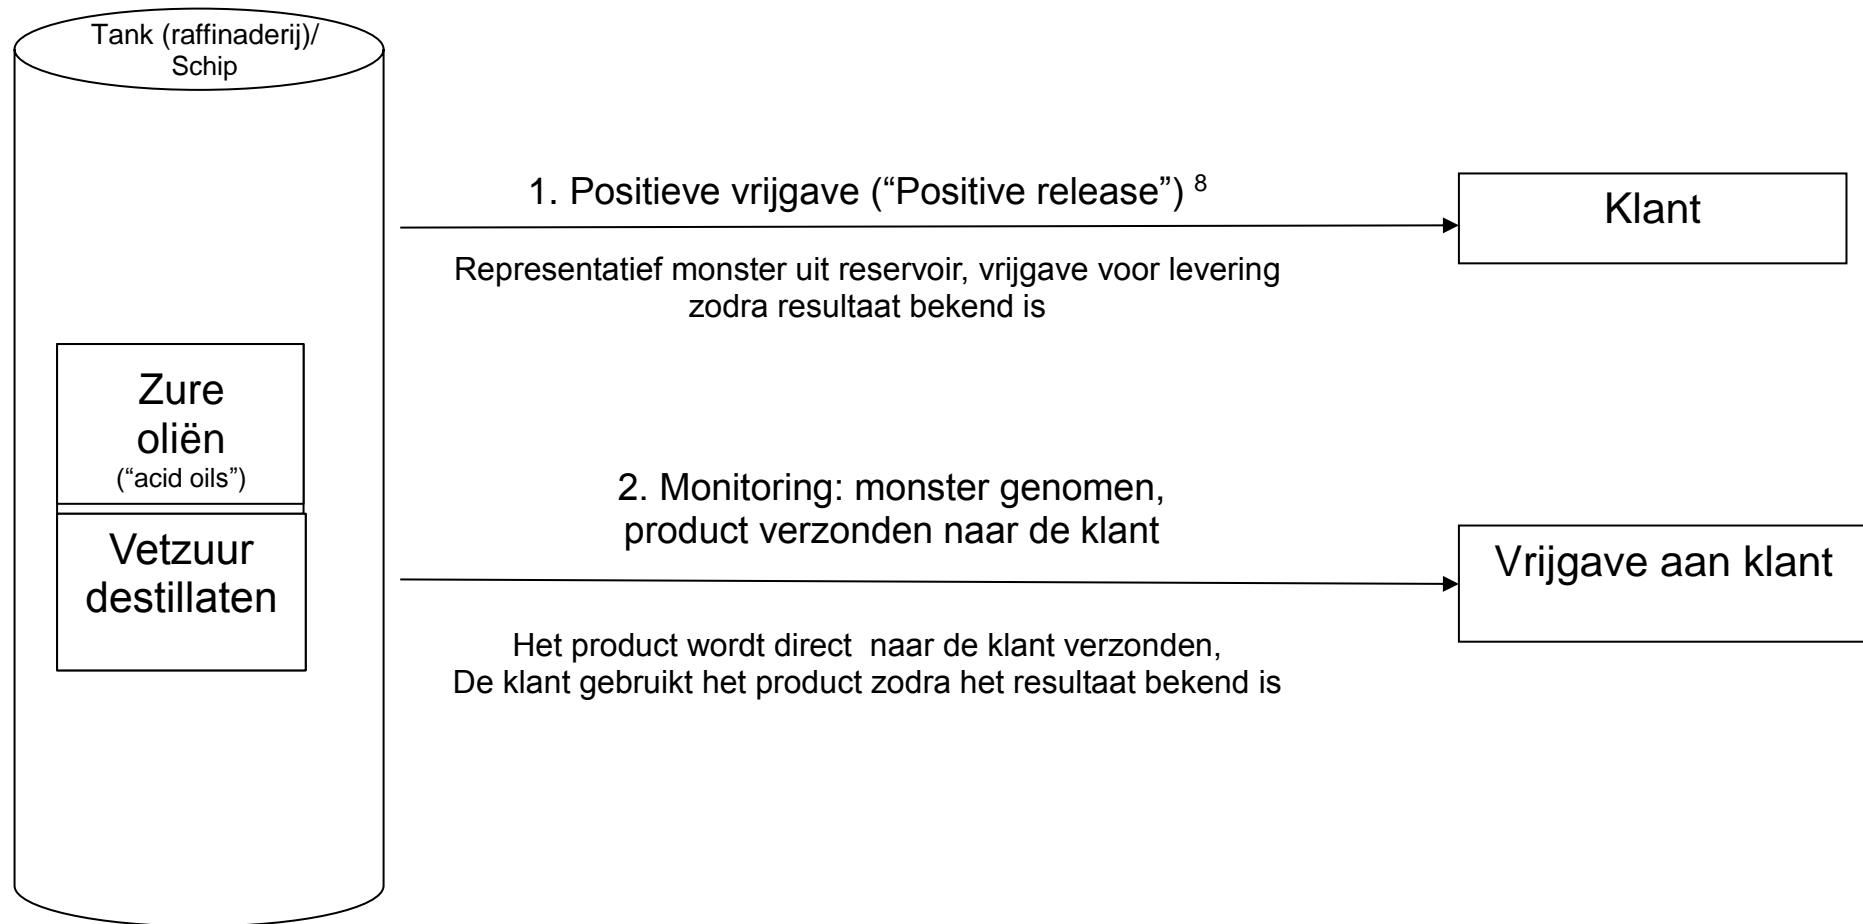 Tank (raffinaderij)/
Schip
1. Positieve vrijgave (“Positive release”) ⁸
Klant
Representatief monster uit reservoir, vrijgave voor levering
zodra resultaat bekend is
Zure
oliën
(“acid oils”)
Vetzuur
destillaten
2. Monitoring: monster genomen,
product verzonden naar de klant
Vrijgave aan klant
Het product wordt direct  naar de klant verzonden,
De klant gebruikt het product zodra het resultaat bekend is